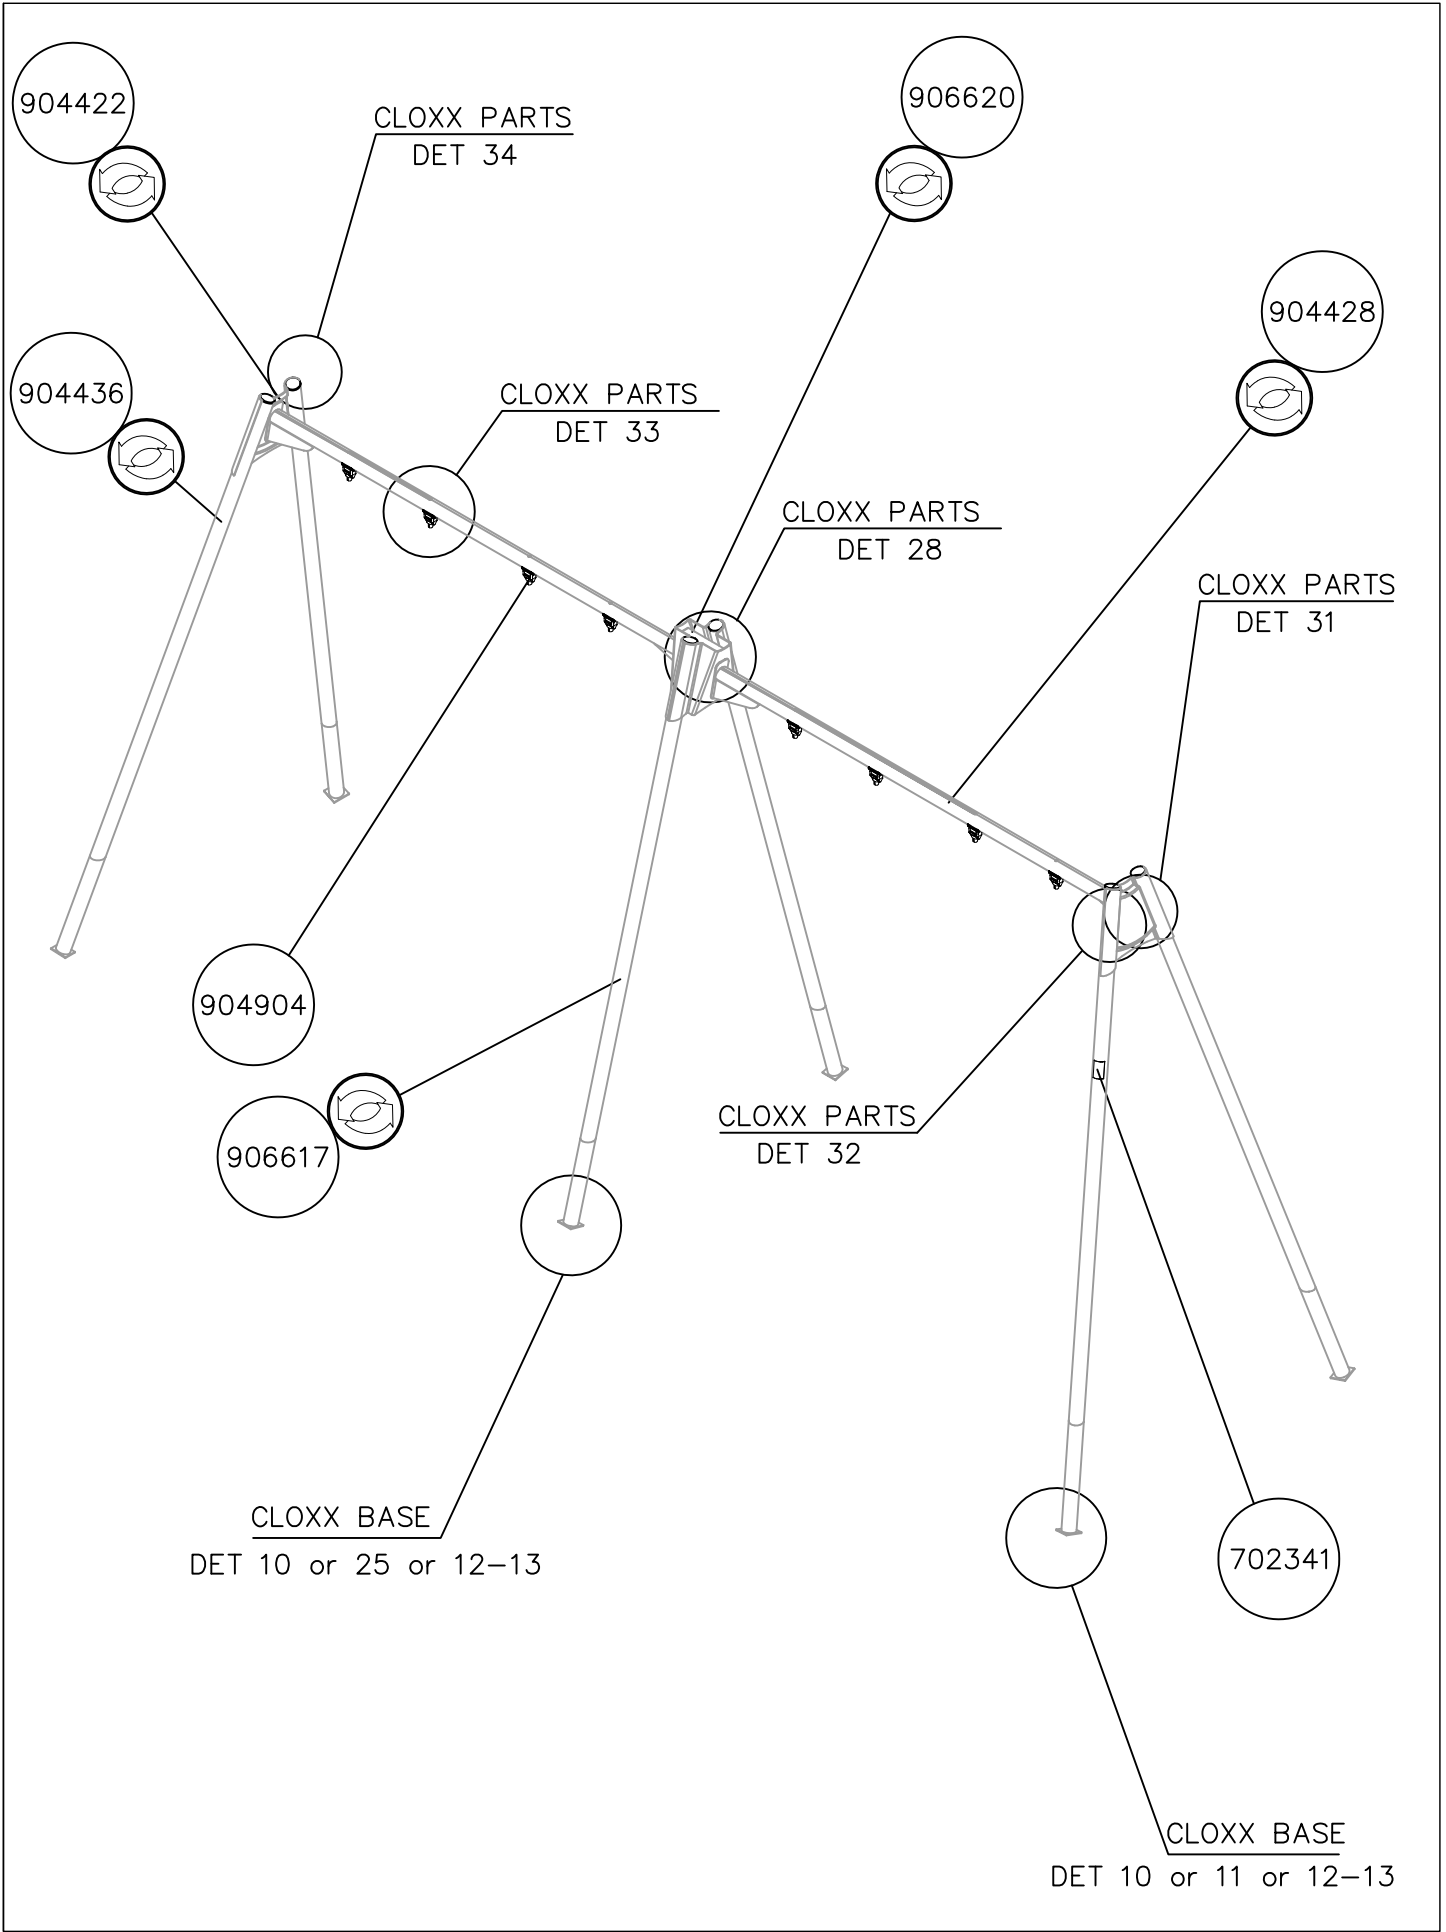 904422
906620
CLOXX PARTS
DET 34
904428
904436
CLOXX PARTS
DET 33
CLOXX PARTS
DET 28
CLOXX PARTS
DET 31
904904
CLOXX PARTS
DET 32
906617
CLOXX BASE
DET 10 or 25 or 12-13
702341
CLOXX BASE
DET 10 or 11 or 12-13